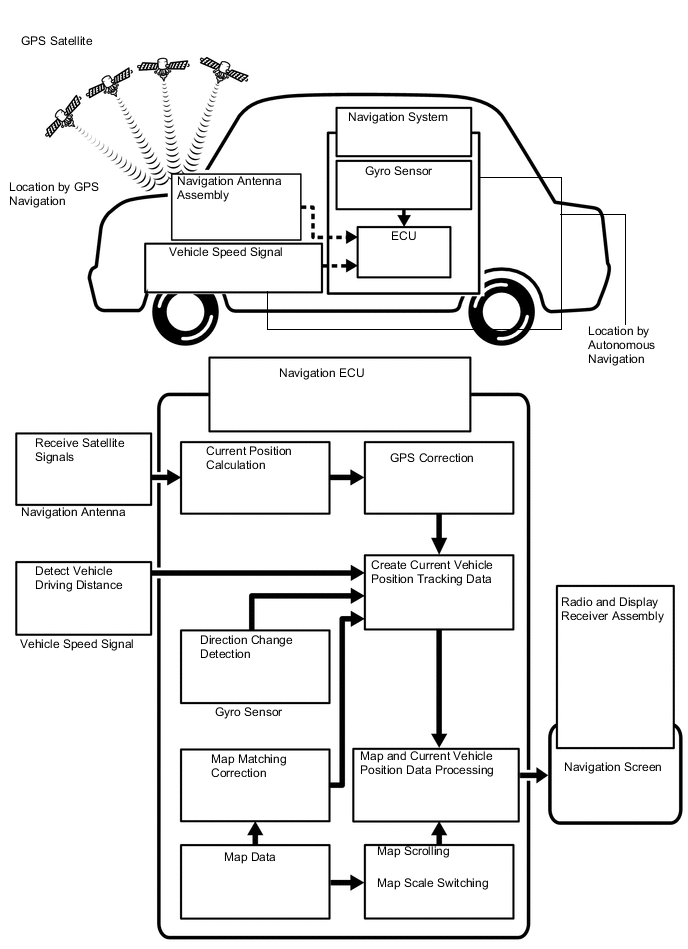 GPS Satellite
Navigation System
Gyro Sensor
Location by GPS
Navigation
Navigation Antenna
Assembly
ECU
Vehicle Speed Signal
Location by
Autonomous
Navigation
Navigation ECU
Receive Satellite
Signals
Navigation Antenna
Current Position
Calculation
GPS Correction
Detect Vehicle
Driving Distance
Vehicle Speed Signal
Create Current Vehicle
Position Tracking Data
Direction Change
Detection
Gyro Sensor
Radio and Display
Receiver Assembly
Navigation Screen
Map Matching
Correction
Map and Current Vehicle
Position Data Processing
Map Data
Map Scrolling
Map Scale Switching